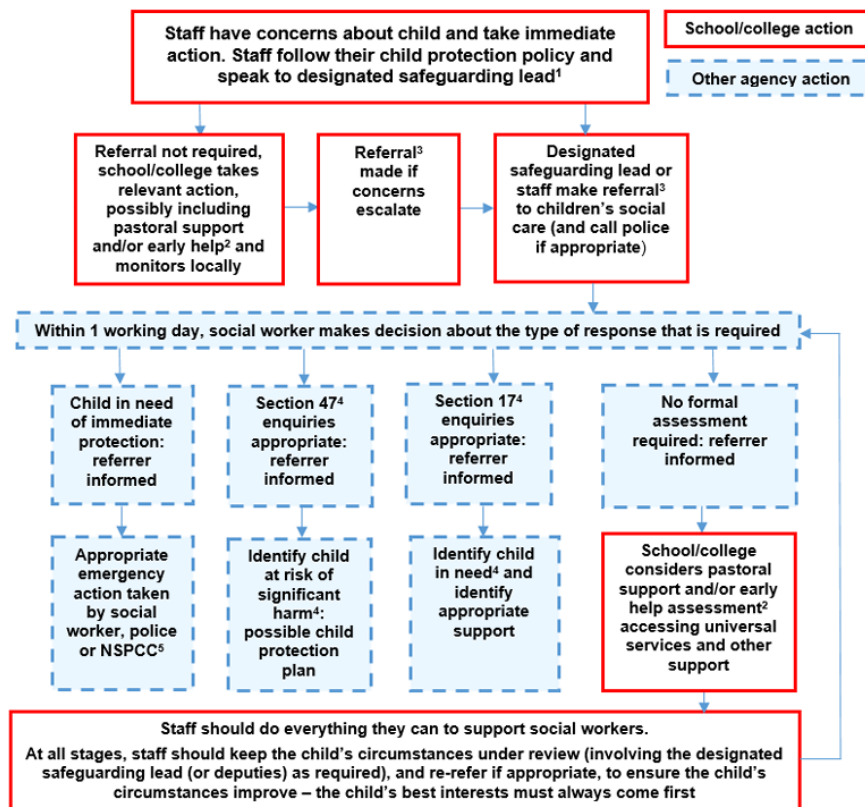 Staff have concerns about child and take immediate
action. Staff follow their child protection policy and
speak to designated safeguarding lead¹
School/college action
Other agency action
Referral not required,
school/college takes
relevant action,
possibly including
pastoral support
and/or early help² and
monitors locally
Referral³
made if
concerns
escalate
Designated
safeguarding lead or
staff make referral³
to children’s social
care (and call police
if appropriate)
Within 1 working day, social worker makes decision about the type of response that is required
Child in need
of immediate
protection:
referrer
informed
Section 47⁴
enquiries
appropriate:
referrer
informed
Section 17⁴
enquiries
appropriate:
referrer
informed
No formal
assessment
required: referrer
informed
Appropriate
emergency
action taken
by social
worker, police
or NSPCC⁵
Identify child
at risk of
significant
harm⁴:
possible child
protection
plan
Identify child
in need⁴ and
identify
appropriate
support
School/college
considers pastoral
support and/or early
help assessment²
accessing universal
services and other
support
Staff should do everything they can to support social workers.
At all stages, staff should keep the child’s circumstances under review (involving the designated
safeguarding lead (or deputies) as required), and re-refer if appropriate, to ensure the child’s
circumstances improve – the child’s best interests must always come first